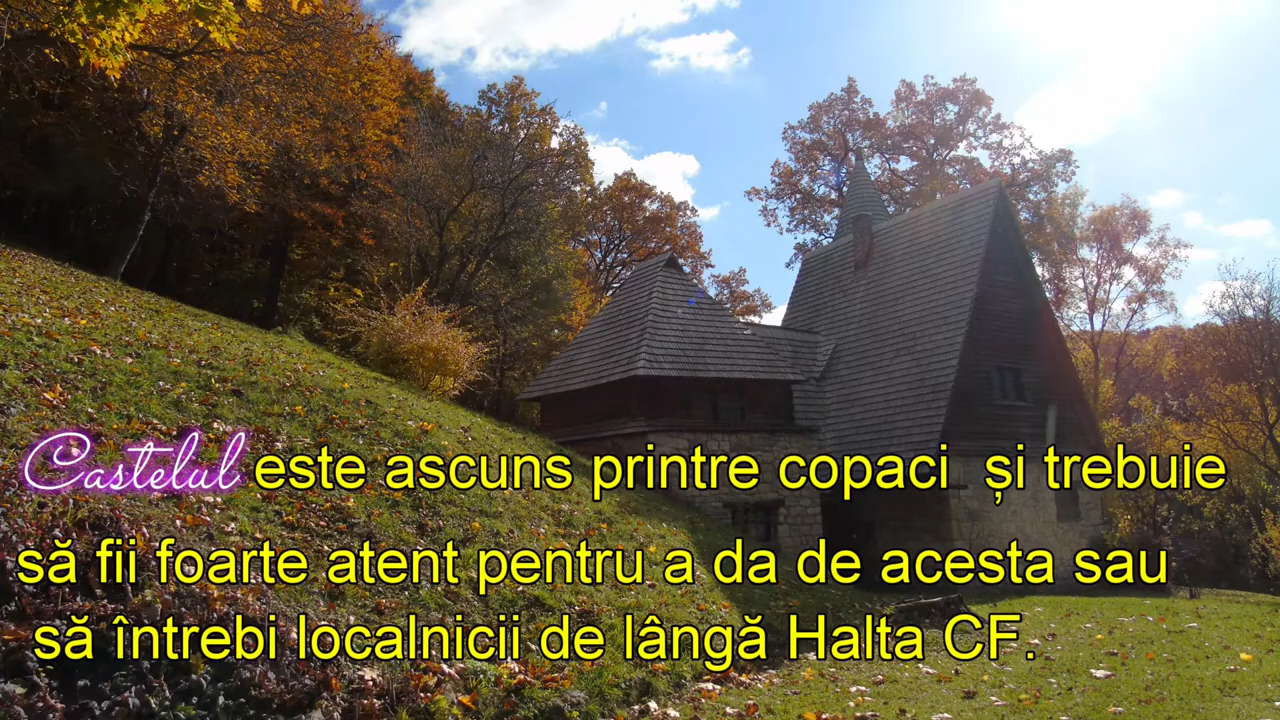 Castelul este ascuns printre copaci  și trebuie
să fii foarte atent pentru a da de acesta sau
să întrebi localnicii de lângă Halta CF.